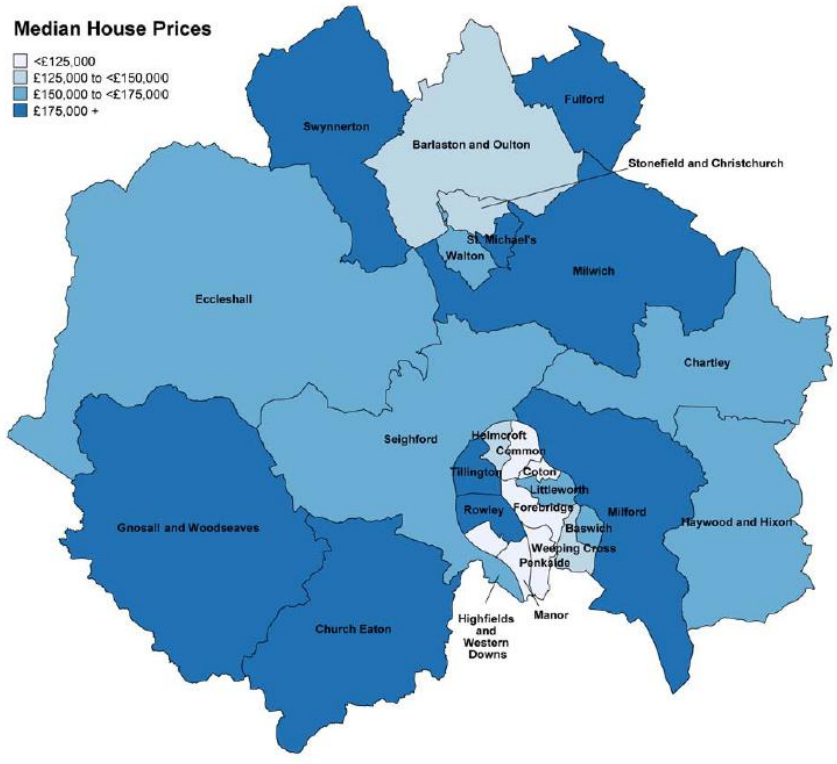 Median House Prices
<£125,000
£125,000 to <£150,000
£150,000 to <£175,000
£175,000 +
Fulford
Swynnerton
Barlaston and Oulton
Stonefield and Christchurch
St. Michael's
Walton
Milwich
Eccleshall
Chartley
Holmcroft
Seighford
Common
Tillington
Coton
Littleworth
Forebridge
Rowley
Milford
Haywood and Hixon
Gnosall and Woodseaves
Baswich
Weeping Cross
Penkside
Manor
Highfields
and
Western
Downs
Church Eaton